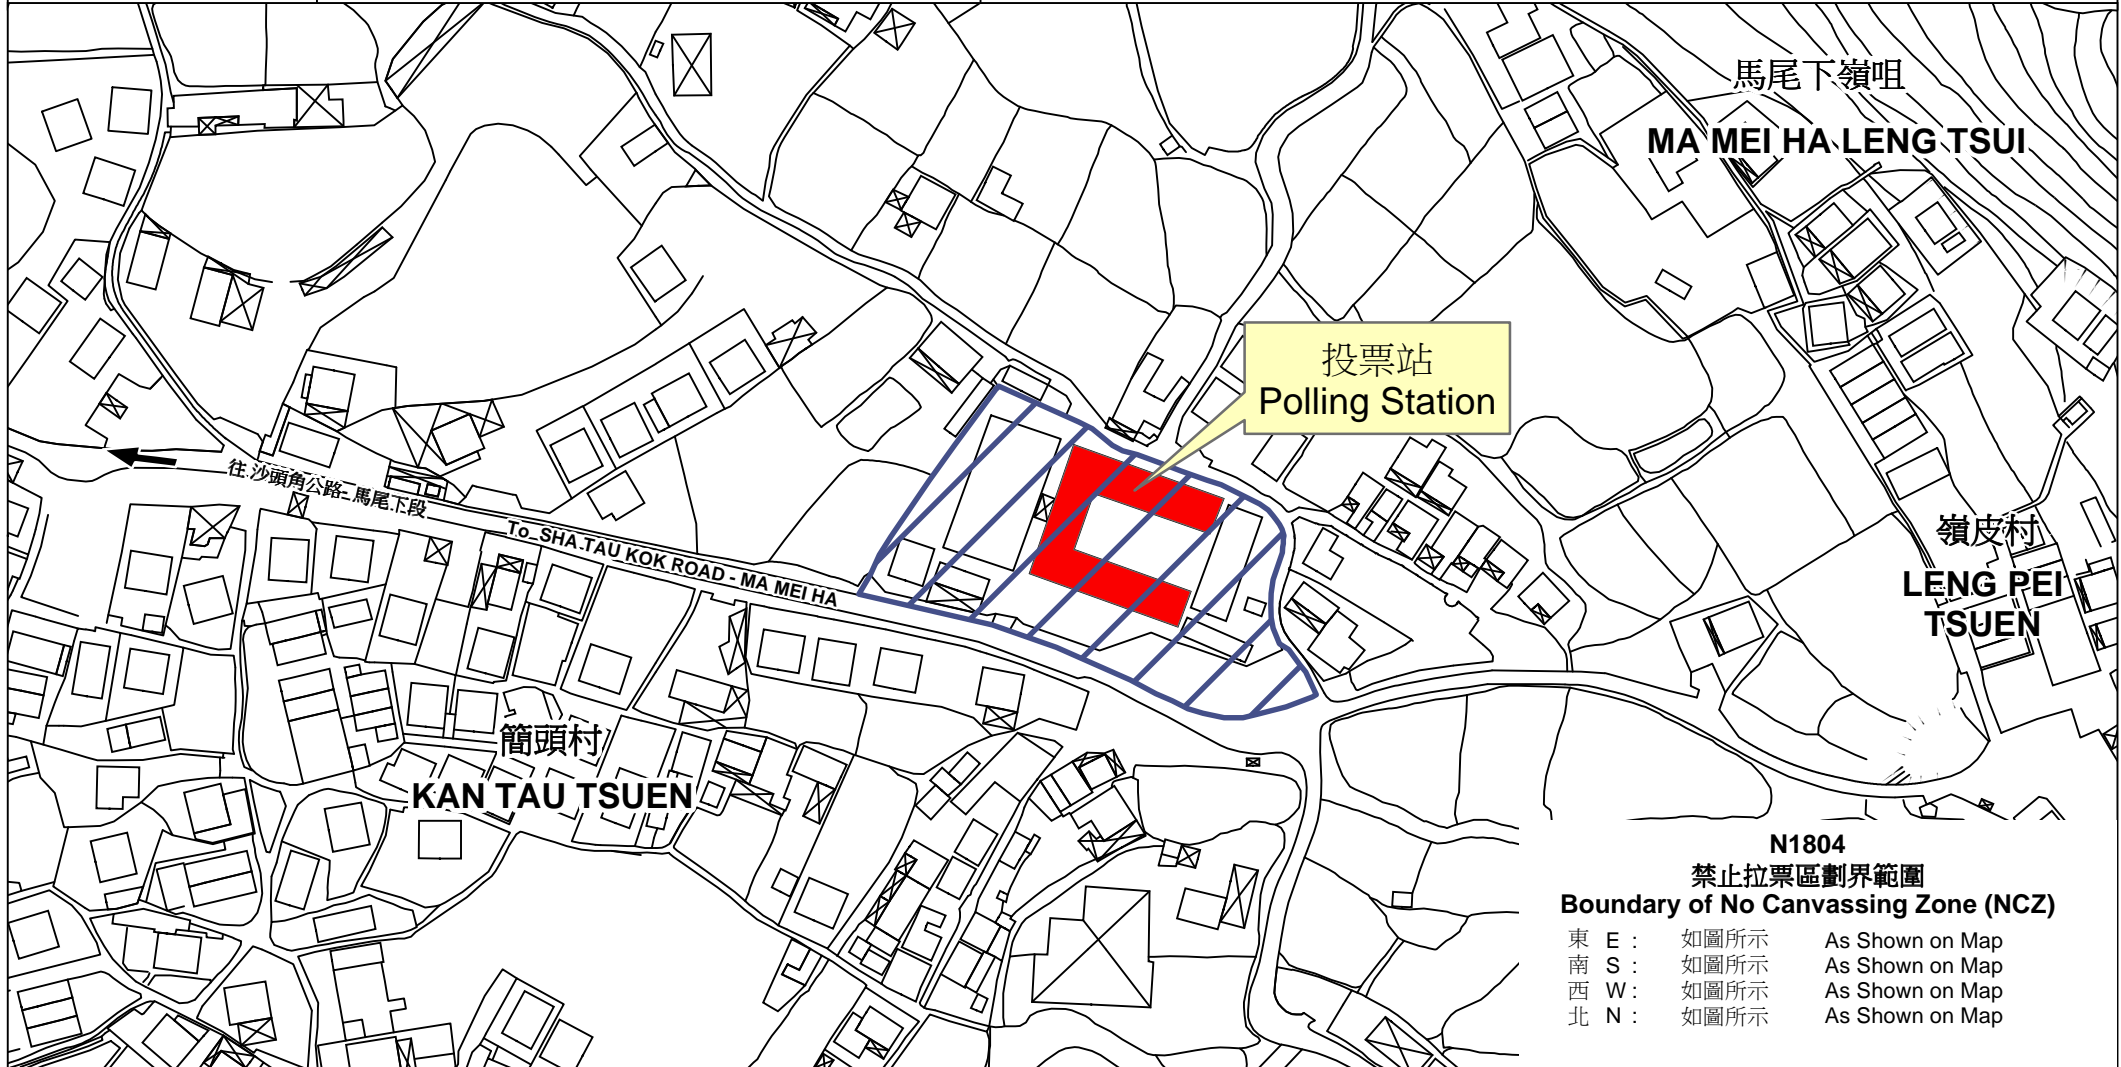 馬尾下嶺咀
MA MEI HA LENG TSUI
投票站
Polling Station
往 沙頭角公路- 馬尾下段
To SHA TAU KOK ROAD - MA MEI HA
嶺皮村
LENG PEI
TSUEN
簡頭村
KAN TAU TSUEN
N1804
禁止拉票區劃界範圍
Boundary of No Canvassing Zone (NCZ)
東 E : 如圖所示 As Shown on Map
南 S : 如圖所示 As Shown on Map
西 W : 如圖所示 As Shown on Map
北 N : 如圖所示 As Shown on Map